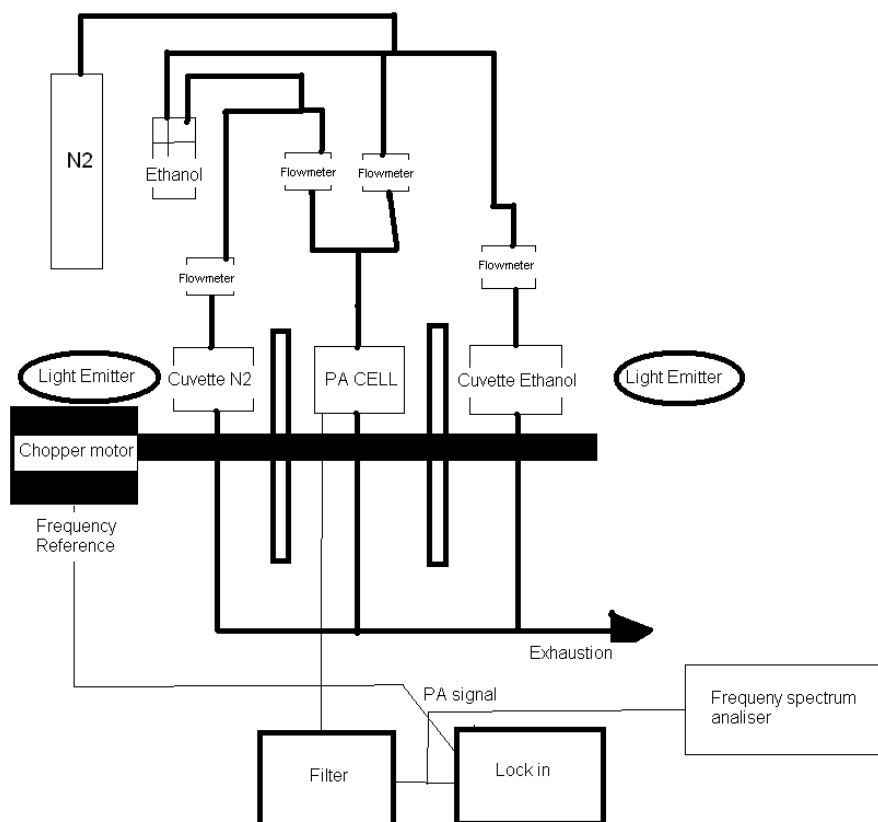 N2
Ethanol
Flowmeter
Flowmeter
Flowmeter
Flowmeter
Light Emitter
Cuvette N2
PA CELL
Cuvette Ethanol
Light Emitter
Chopper motor
Frequency
Reference
Exhaustion
PA signal
Frequeny spectrum
analiser
Filter
Lock in